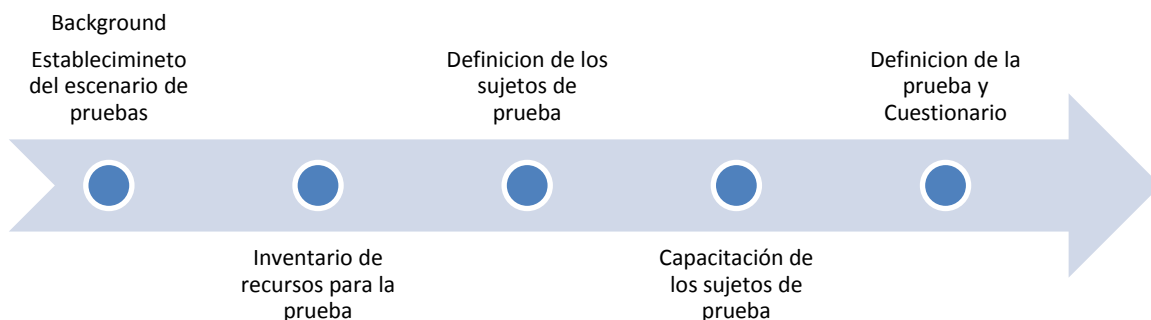 Background
Establecimineto
del escenario de
pruebas
Inventario de
recursos para la
prueba
Definicion de los
sujetos de
prueba
Capacitación de
los sujetos de
prueba
Definicion de la
prueba y
Cuestionario